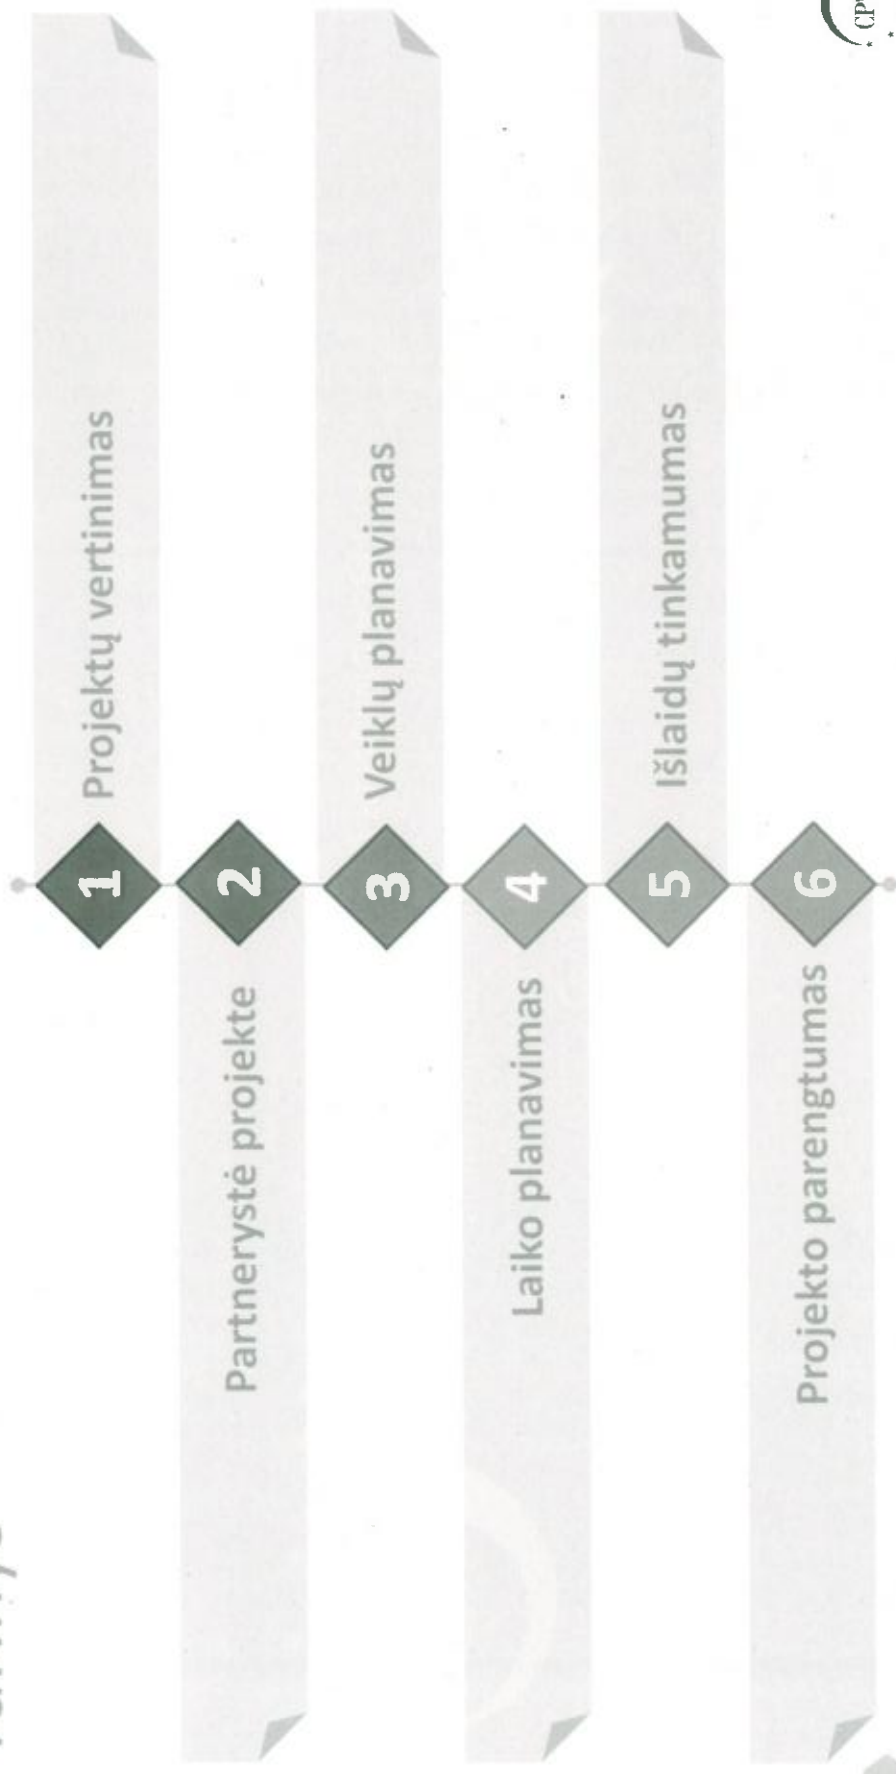 1 Projektų vertinimas
Partnerystė projekte 2
3 Veiklų planavimas
Laiko planavimas 4
5 Išlaidų tinkamumas
Projekto parengtumas 6